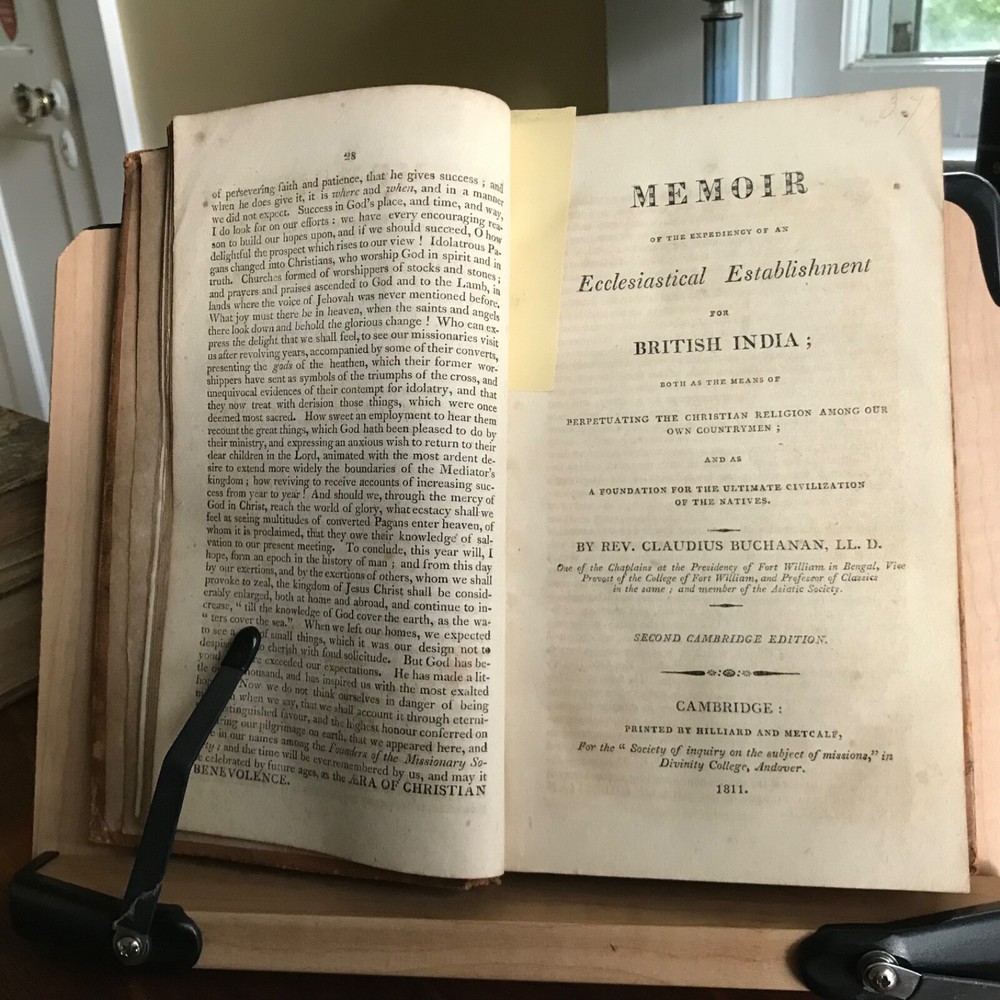 28
of persevering faith and patience, that he gives success ; and
when he does give it, it is where and when, and in a manner
we did not expect. Success in God's place, and time, and way,
I do look for on our efforts : we have every encouraging rea-
son to build our hopes upon, and if we should succeed, O how
delightful the prospect which rises to our view ! Idolatrous Pa-
gans changed into Christians, who worship God in spirit and in
truth. Churches formed of worshippers of stocks and stones ;
and prayers and praises ascended to God and to the Lamb, in
lands where the voice of Jehovah was never mentioned before.
What joy must there be in heaven, when the saints and angels
there look down and behold the glorious change ! Who can ex-
press the delight that we shall feel, to see our missionaries visit
us after revolving years, accompanied by some of their converts,
presenting the gods of the heathen, which their former wor-
shippers have sent as symbols of the triumphs of the cross, and
unequivocal evidences of their contempt for idolatry, and that
they now treat with derision those things, which were once
deemed most sacred. How sweet an employment to hear them
recount the great things, which God hath been pleased to do by
their ministry, and expressing an anxious wish to return to their
dear children in the Lord, animated with the most ardent de-
sire to extend more widely the boundaries of the Mediator's
kingdom ; how reviving to receive accounts of increasing suc-
cess from year to year ! And should we, through the mercy of
God in Christ, reach the world of glory, what ecstacy shall we
feel at seeing multitudes of converted Pagans enter heaven, of
whom it is proclaimed, that they owe their knowledge of sal-
vation to our present meeting. To conclude, this year will, I
hope, form an epoch in the history of man ; and from this day
by our exertions, and by the exertions of others, whom we shall
provoke to zeal, the kingdom of Jesus Christ shall be consid-
erably enlarged, both at home and abroad, and continue to in-
crease, " till the knowledge of God cover the earth, as the wa-
" ters cover the sea." When we left our homes, we expected
to see a of small things, which it was our design not to
despise cherish with fond solicitude. But God has be-
exceeded our expectations. He has made a lit-
thousand, and has inspired us with the most exalted
Now we do not think ourselves in danger of being
when we say, that we shall account it through eterni-
distinguished favour, and the highest honour conferred on
our pilgrimage on earth, that we appeared here, and
in our names among the Founders of the Missionary So-
; and the time will be ever remembered by us, and may it
celebrated by future ages, as the ÆRA OF CHRISTIAN
BENEVOLENCE.
37
MEMOIR
OF THE EXPEDIENCY OF AN
Ecclesiastical Establishment
FOR
BRITISH INDIA ;
BOTH AS THE MEANS OF
PERPETUATING THE CHRISTIAN RELIGION AMONG OUR
OWN COUNTRYMEN ;
AND AS
A FOUNDATION FOR THE ULTIMATE CIVILIZATION
OF THE NATIVES.
BY REV. CLAUDIUS BUCHANAN, LL. D.
One of the Chaplains at the Presidency of Fort William in Bengal, Vice
Provost of the College of Fort William, and Professor of Classics
in the same ; and member of the Asiatic Society.
SECOND CAMBRIDGE EDITION.
CAMBRIDGE :
PRINTED BY HILLIARD AND METCALF,
For the " Society of inquiry on the subject of missions," in
Divinity College, Andover.
1811.